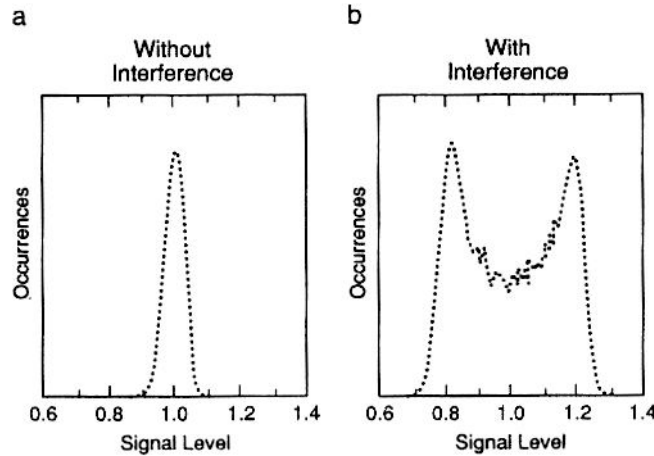 a
Without
Interference
Occurrences
0.6 0.8 1.0 1.2 1.4
Signal Level
b
With
Interference
Occurrences
0.6 0.8 1.0 1.2 1.4
Signal Level